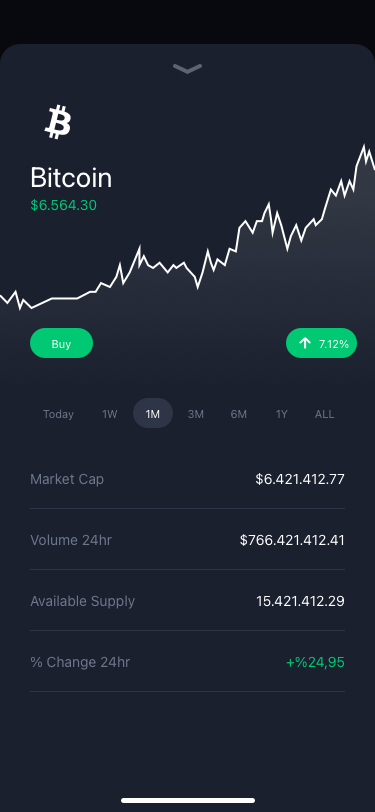 Bitcoin
$6.564.30
Buy
7.12%
Today 1W 1M 3M 6M 1Y ALL
Market Cap $6.421.412.77
Volume 24hr $766.421.412.41
Available Supply 15.421.412.29
% Change 24hr +%24,95